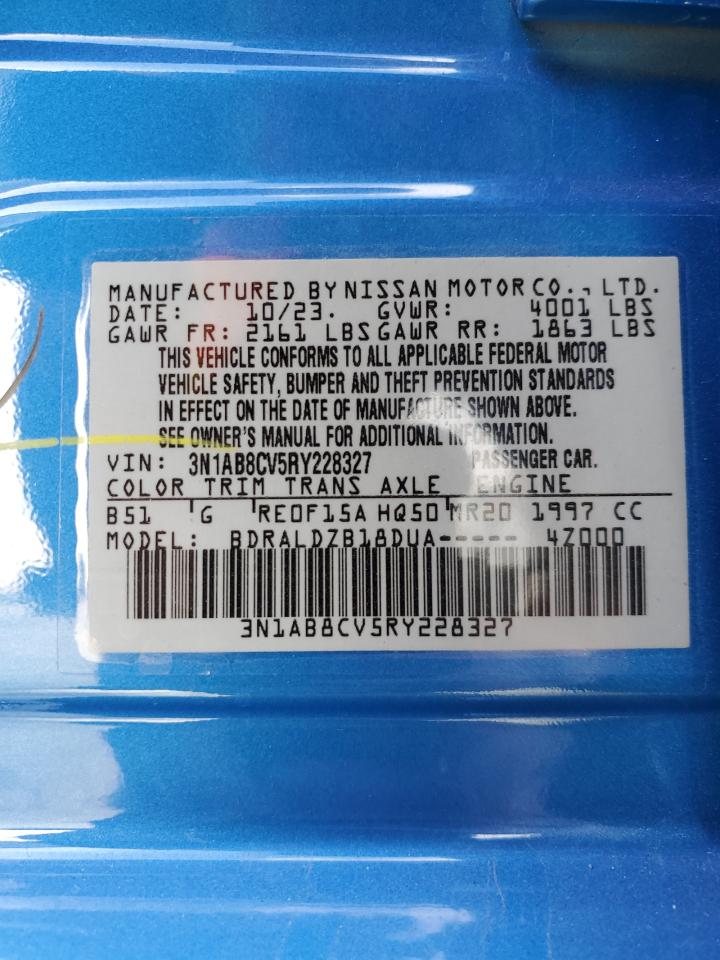 MANUFACTURED BY NISSAN MOTOR CO., LTD.
DATE: 10/23. GVWR: 4001 LBS
GAWR FR: 2161 LBS GAWR RR: 1863 LBS
THIS VEHICLE CONFORMS TO ALL APPLICABLE FEDERAL MOTOR
VEHICLE SAFETY, BUMPER AND THEFT PREVENTION STANDARDS
IN EFFECT ON THE DATE OF MANUFACTURE SHOWN ABOVE.
SEE OWNER'S MANUAL FOR ADDITIONAL INFORMATION.
VIN: 3N1AB8CV5RY228327 PASSENGER CAR.
COLOR TRIM TRANS AXLE ENGINE
B51 G RE0F15A HQ50 MR20 1997 CC
MODEL: BDRALDZB18DUA----- 4Z000
3N1AB8CV5RY228327